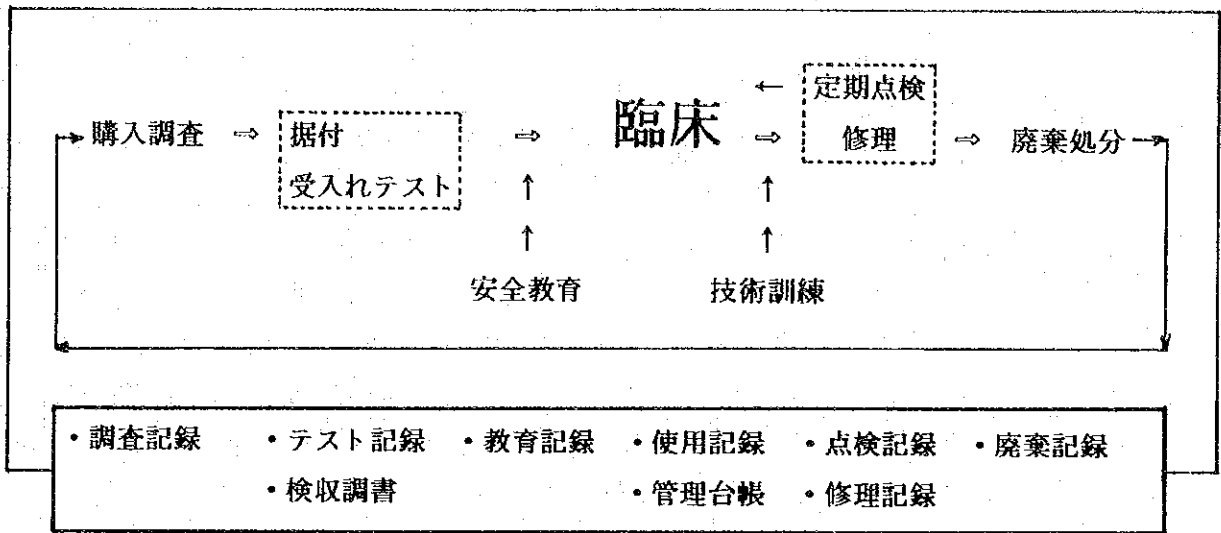 ← 定期点検
購入調査 ⇨ 据付 ⇨ 臨床 ⇨ 修理 ⇨ 廃棄処分
受入れテスト ↑ ↑
↑ ↑
安全教育 技術訓練
・調査記録 ・テスト記録 ・教育記録 ・使用記録 ・点検記録 ・廃棄記録
・検収調書 ・管理台帳 ・修理記録